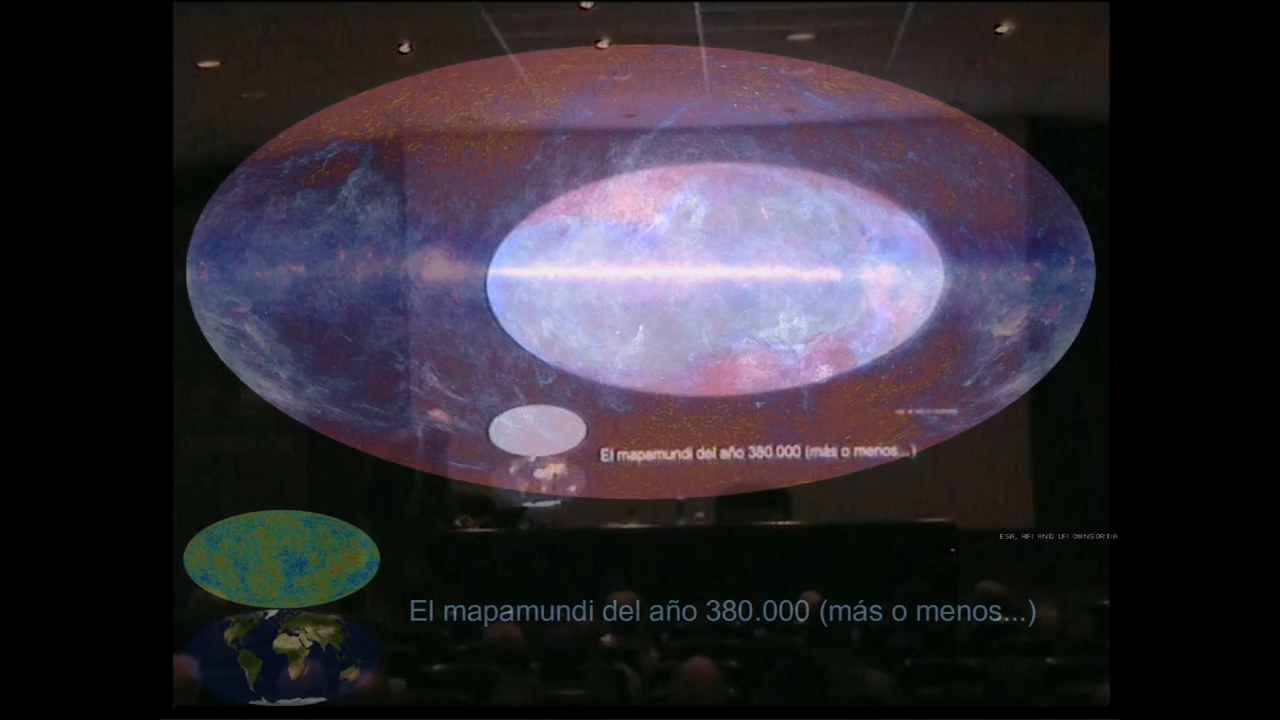 El mapamundi del año 380.000 (más o menos...)
ESA, HFI AND LFI CONSORTIA
El mapamundi del año 380.000 (más o menos...)